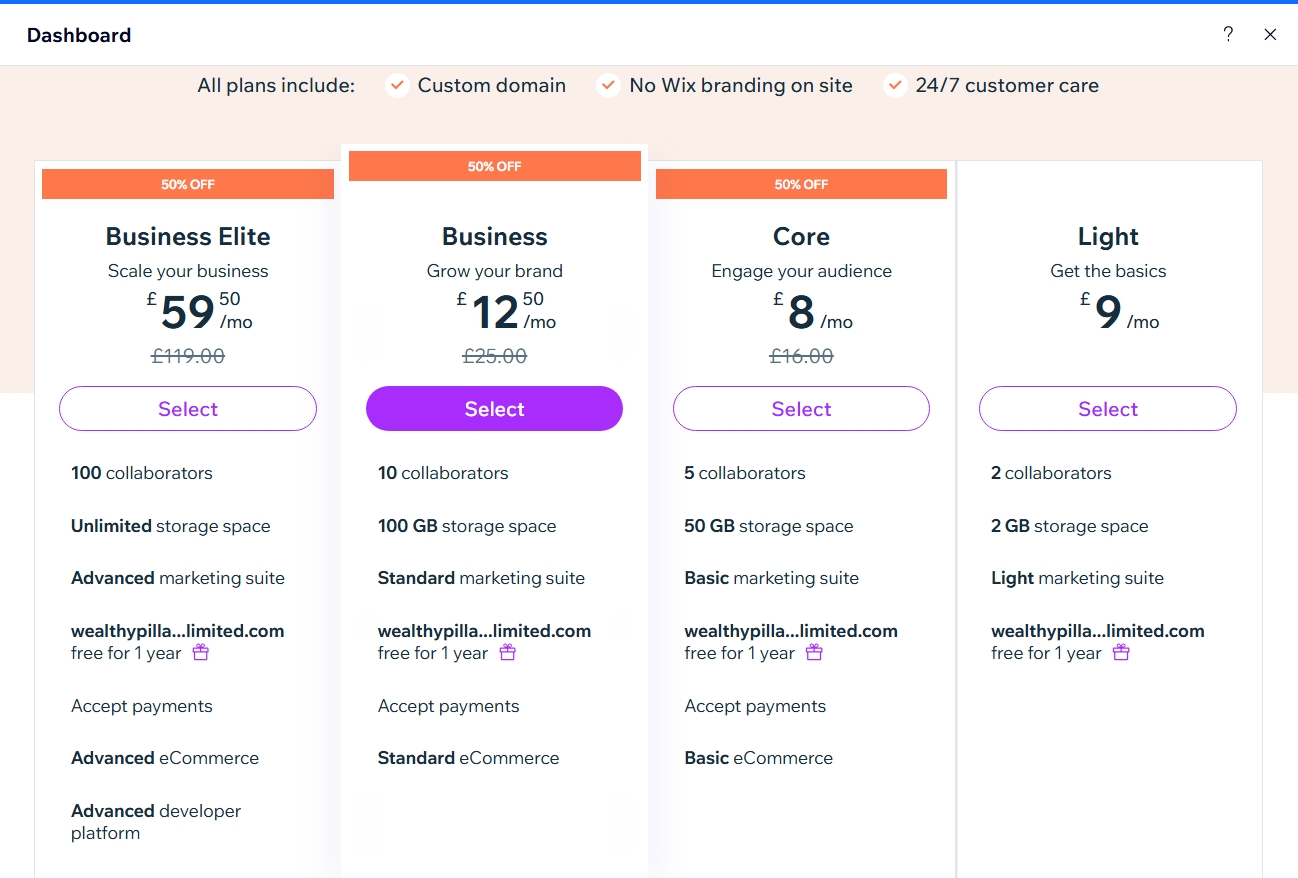 Dashboard
?
All plans include: Custom domain No Wix branding on site 24/7 customer care
50% OFF
Business Elite
Scale your business
£59 50 /mo
£119.00
Select
100 collaborators
Unlimited storage space
Advanced marketing suite
wealthypilla...limited.com
free for 1 year
Accept payments
Advanced eCommerce
Advanced developer
platform
50% OFF
Business
Grow your brand
£12 50 /mo
£25.00
Select
10 collaborators
100 GB storage space
Standard marketing suite
wealthypilla...limited.com
free for 1 year
Accept payments
Standard eCommerce
50% OFF
Core
Engage your audience
£8 /mo
£16.00
Select
5 collaborators
50 GB storage space
Basic marketing suite
wealthypilla...limited.com
free for 1 year
Accept payments
Basic eCommerce
Light
Get the basics
£9 /mo
Select
2 collaborators
2 GB storage space
Light marketing suite
wealthypilla...limited.com
free for 1 year